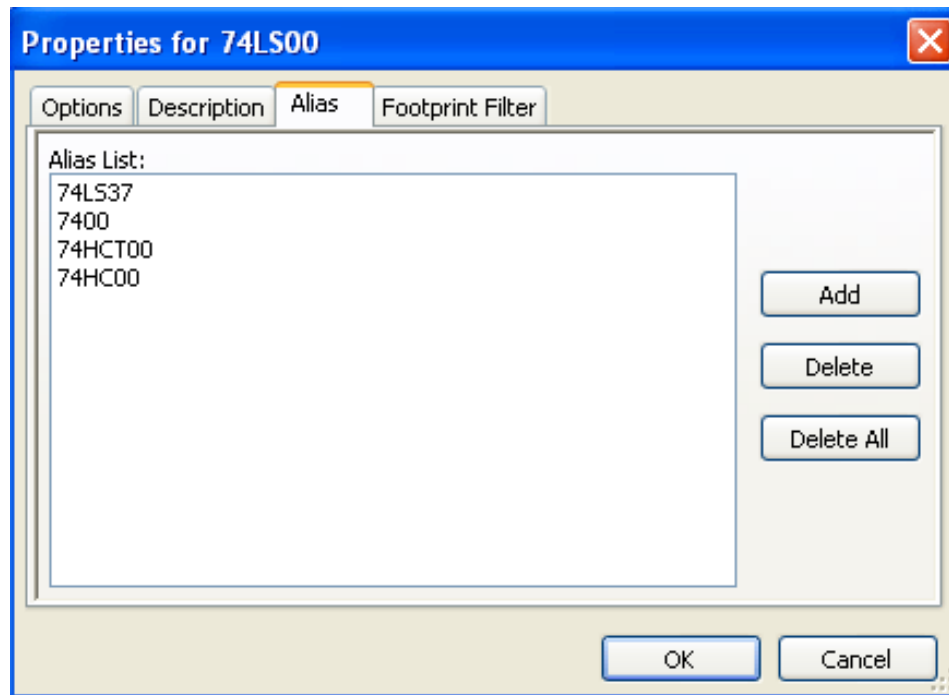 Properties for 74LS00
Options Description Alias Footprint Filter
Alias List:
74LS37
7400
74HCT00
74HC00
Add
Delete
Delete All
OK Cancel